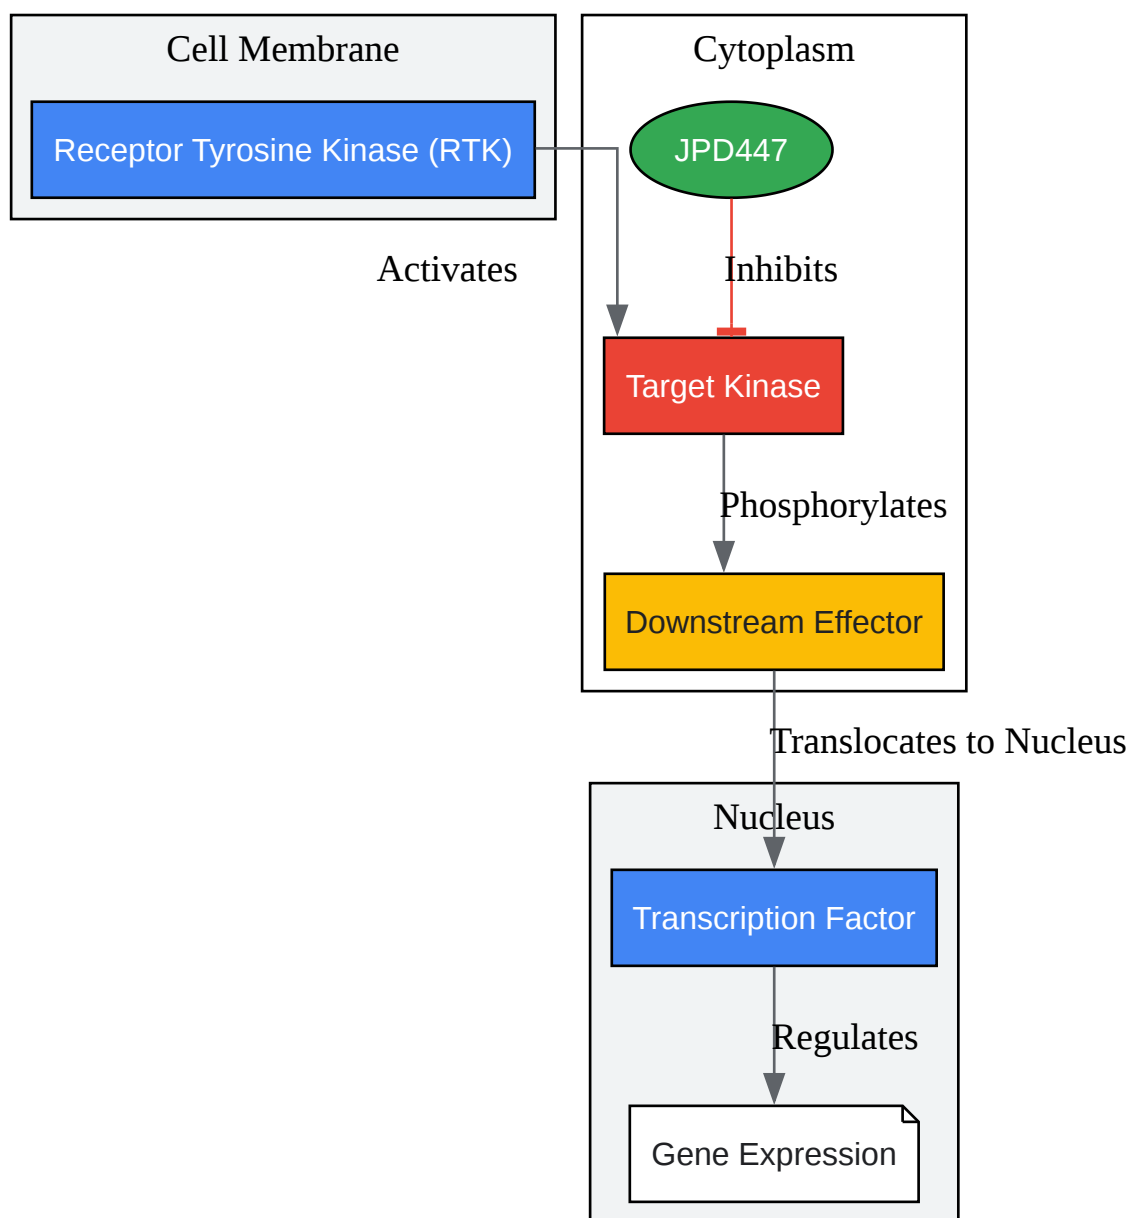 Cell Membrane
Cytoplasm
Receptor Tyrosine Kinase (RTK)
JPD447
Activates
Inhibits
Target Kinase
Phosphorylates
Downstream Effector
Translocates to Nucleus
Nucleus
Transcription Factor
Regulates
Gene Expression